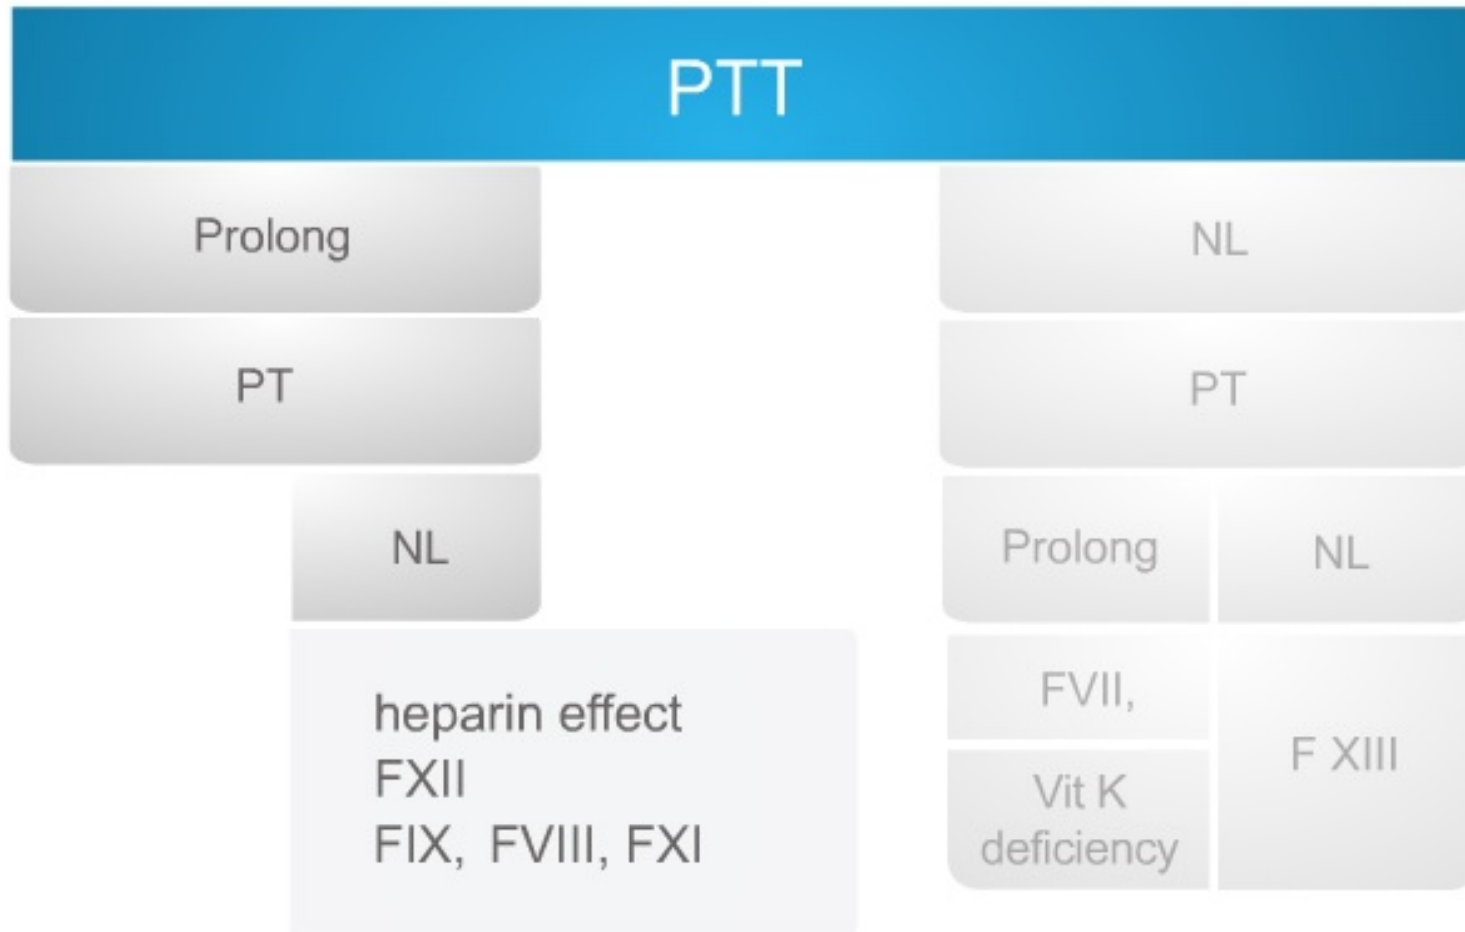 PTT
Prolong
NL
PT
PT
NL
Prolong
NL
heparin effect
FXII
FIX, FVIII, FXI
FVII,
Vit K
deficiency
F XIII